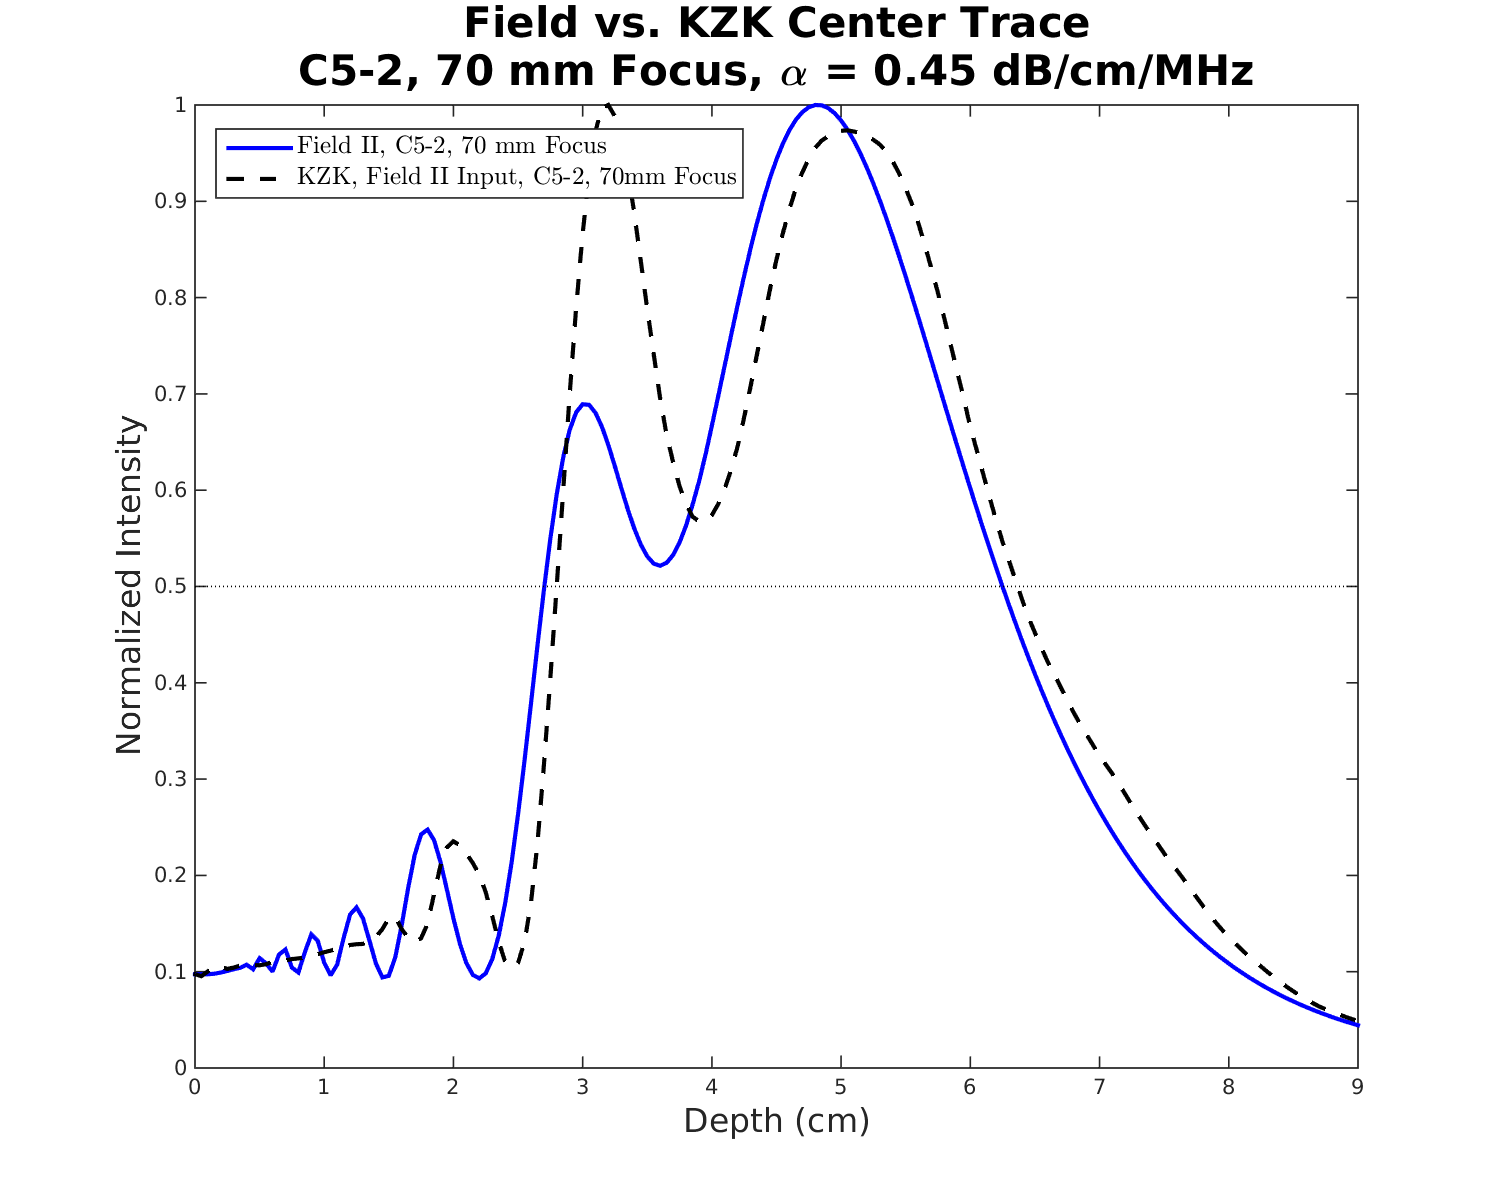 Field vs. KZK Center Trace
C5-2, 70 mm Focus, α = 0.45 dB/cm/MHz
Field II, C5-2, 70 mm Focus
KZK, Field II Input, C5-2, 70mm Focus
Normalized Intensity
1
0.9
0.8
0.7
0.6
0.5
0.4
0.3
0.2
0.1
0
0 1 2 3 4 5 6 7 8 9
Depth (cm)